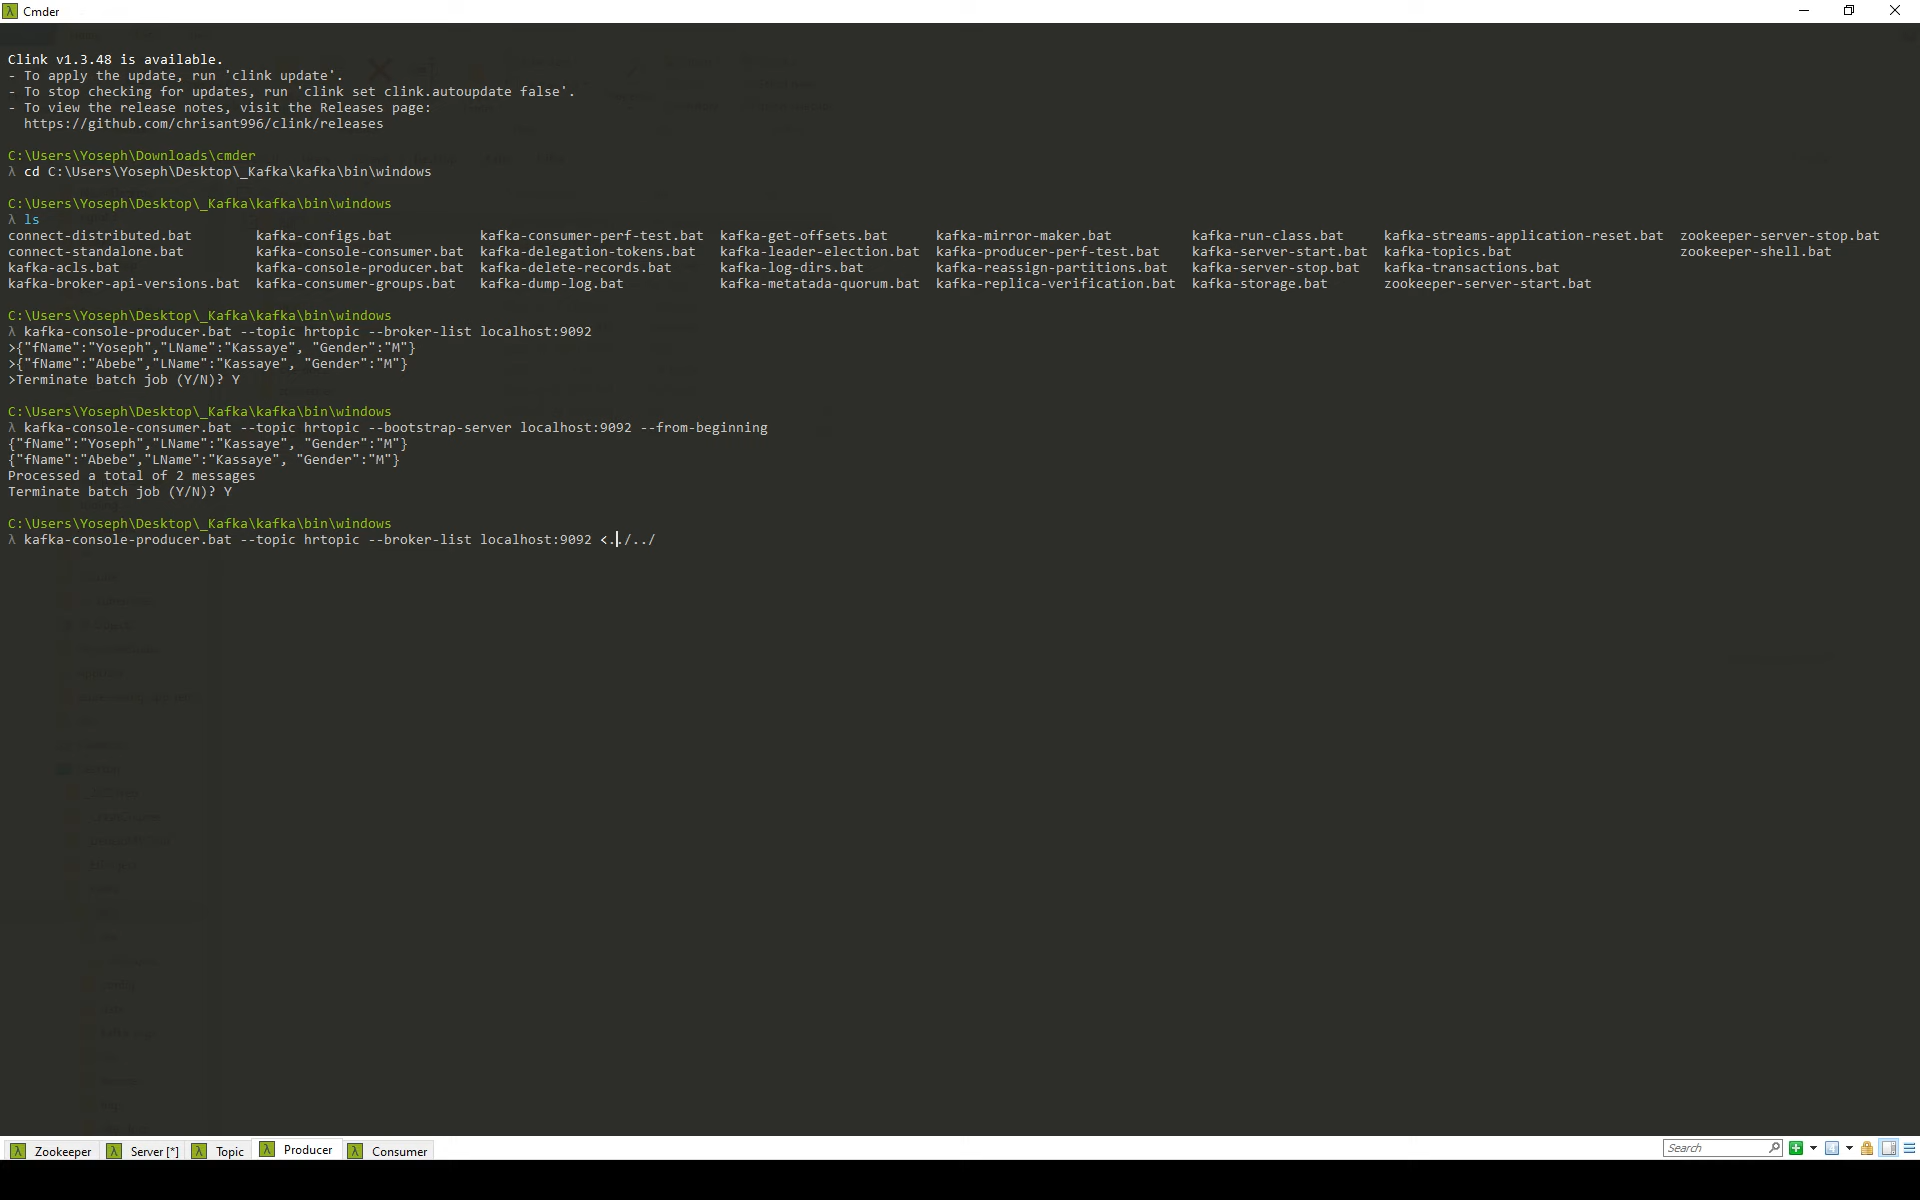 Cmder
Clink v1.3.48 is available.
- To apply the update, run 'clink update'.
- To stop checking for updates, run 'clink set clink.autoupdate false'.
- To view the release notes, visit the Releases page:
  https://github.com/chrisant996/clink/releases
C:\Users\Yoseph\Downloads\cmder
λ cd C:\Users\Yoseph\Desktop\_Kafka\kafka\bin\windows
C:\Users\Yoseph\Desktop\_Kafka\kafka\bin\windows
λ ls
connect-distributed.bat kafka-configs.bat kafka-consumer-perf-test.bat kafka-get-offsets.bat kafka-mirror-maker.bat kafka-run-class.bat kafka-streams-application-reset.bat zookeeper-server-stop.bat
connect-standalone.bat kafka-console-consumer.bat kafka-delegation-tokens.bat kafka-leader-election.bat kafka-producer-perf-test.bat kafka-server-start.bat kafka-topics.bat zookeeper-shell.bat
kafka-acls.bat kafka-console-producer.bat kafka-delete-records.bat kafka-log-dirs.bat kafka-reassign-partitions.bat kafka-server-stop.bat kafka-transactions.bat
kafka-broker-api-versions.bat kafka-consumer-groups.bat kafka-dump-log.bat kafka-metatada-quorum.bat kafka-replica-verification.bat kafka-storage.bat zookeeper-server-start.bat
C:\Users\Yoseph\Desktop\_Kafka\kafka\bin\windows
λ kafka-console-producer.bat --topic hrtopic --broker-list localhost:9092
>{"fName":"Yoseph","LName":"Kassaye", "Gender":"M"}
>{"fName":"Abebe","LName":"Kassaye", "Gender":"M"}
>Terminate batch job (Y/N)? Y
C:\Users\Yoseph\Desktop\_Kafka\kafka\bin\windows
λ kafka-console-consumer.bat --topic hrtopic --bootstrap-server localhost:9092 --from-beginning
{"fName":"Yoseph","LName":"Kassaye", "Gender":"M"}
{"fName":"Abebe","LName":"Kassaye", "Gender":"M"}
Processed a total of 2 messages
Terminate batch job (Y/N)? Y
C:\Users\Yoseph\Desktop\_Kafka\kafka\bin\windows
λ kafka-console-producer.bat --topic hrtopic --broker-list localhost:9092 <../../
Zookeeper Server [*] Topic Producer Consumer Search